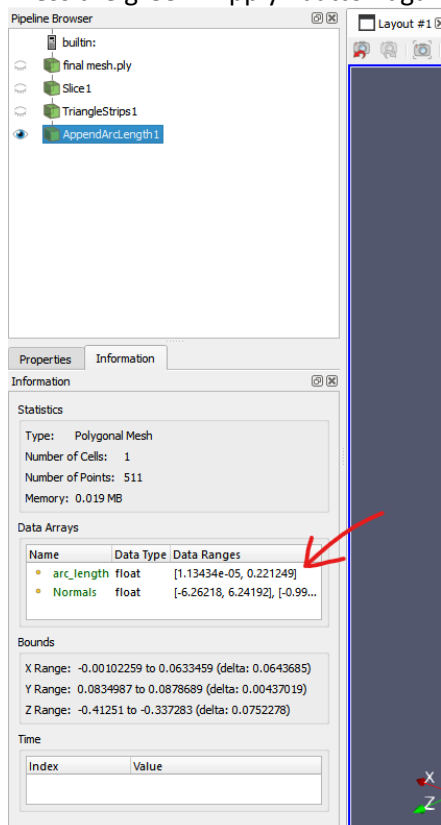 Pipeline Browser
Layout #1
builtin:
final mesh.ply
Slice1
TriangleStrips1
AppendArcLength1
Properties Information
Information
Statistics
Type: Polygonal Mesh
Number of Cells: 1
Number of Points: 511
Memory: 0.019 MB
Data Arrays
Name Data Type Data Ranges
arc_length float [1.13434e-05, 0.221249]
Normals float [-6.26218, 6.24192], [-0.99...
Bounds
X Range: -0.00102259 to 0.0633459 (delta: 0.0643685)
Y Range: 0.0834987 to 0.0878689 (delta: 0.00437019)
Z Range: -0.41251 to -0.337283 (delta: 0.0752278)
Time
Index Value
X
Z